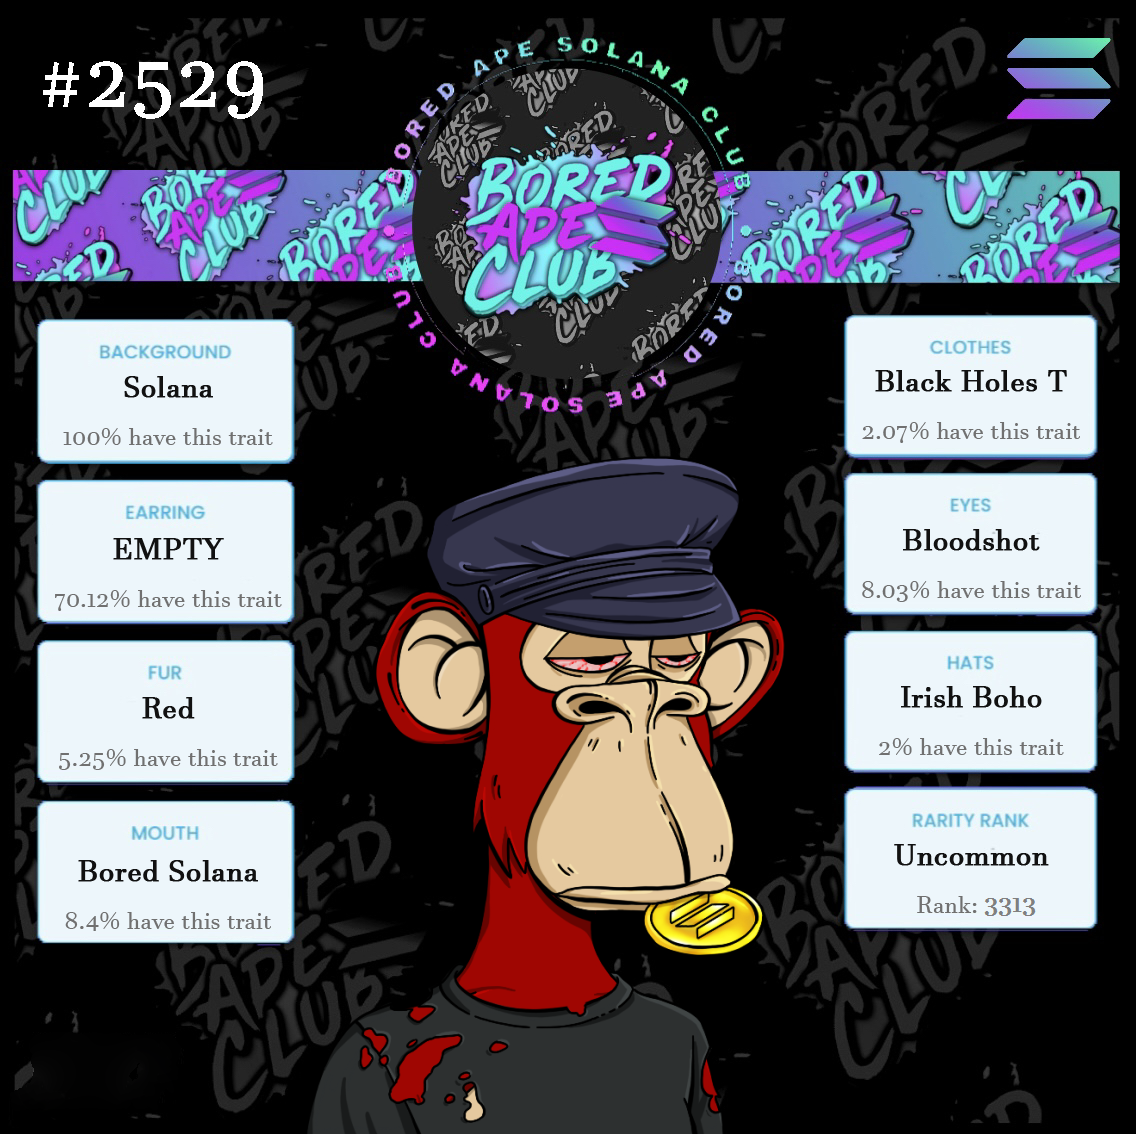 #2529
BORED APE SOLANA CLUB
BORED
APE
CLUB
BORED APE SOLANA CLUB
BACKGROUND
Solana
100% have this trait
EARRING
EMPTY
70.12% have this trait
FUR
Red
5.25% have this trait
MOUTH
Bored Solana
8.4% have this trait
CLOTHES
Black Holes T
2.07% have this trait
EYES
Bloodshot
8.03% have this trait
HATS
Irish Boho
2% have this trait
RARITY RANK
Uncommon
Rank: 3313